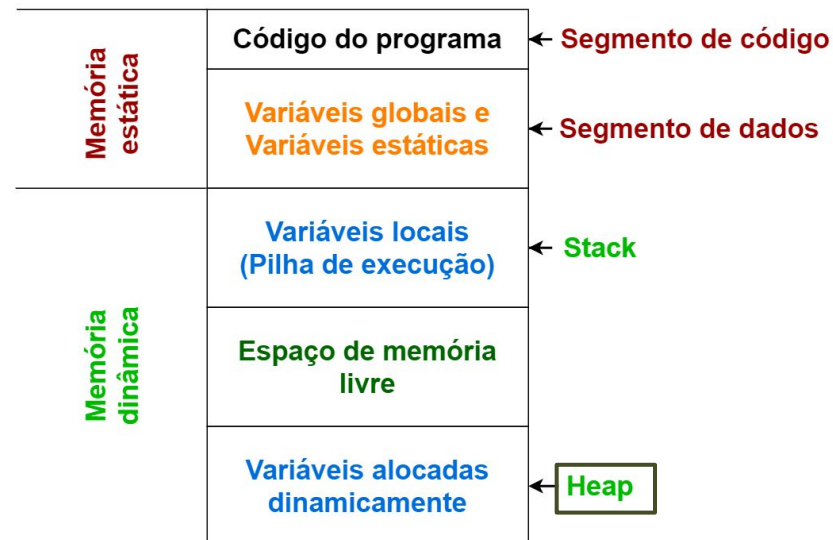 Memória
estática
Código do programa
Segmento de código
Variáveis globais e
Variáveis estáticas
Segmento de dados
Memória
dinâmica
Variáveis locais
(Pilha de execução)
Stack
Espaço de memória
livre
Variáveis alocadas
dinamicamente
Heap